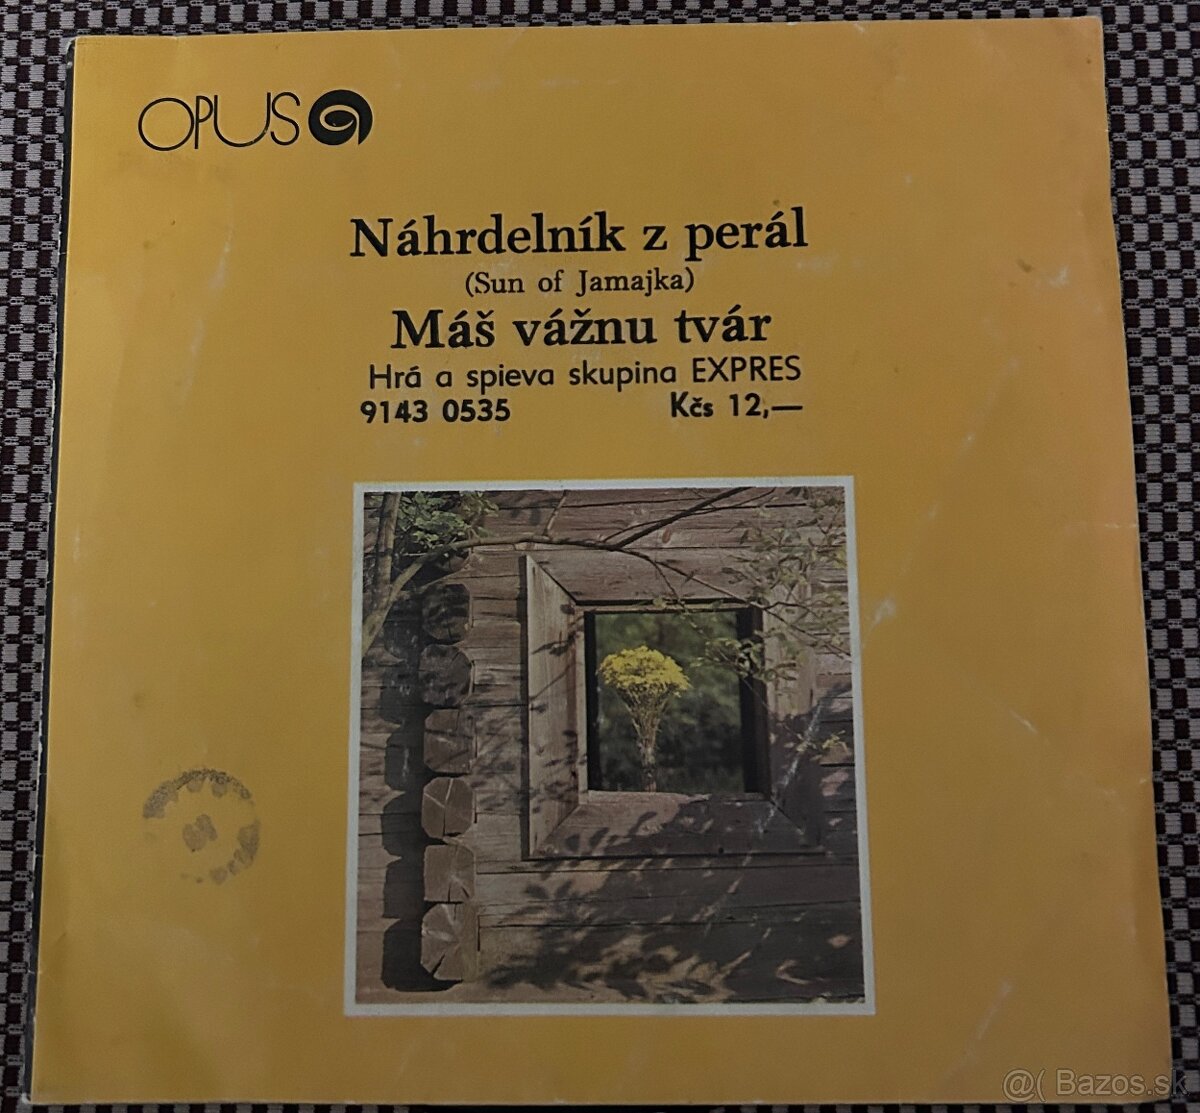 OPUS
Náhrdelník z perál
(Sun of Jamajka)
Máš vážnu tvár
Hrá a spieva skupina EXPRES
9143 0535 Kčs 12,—
@( Bazos.sk